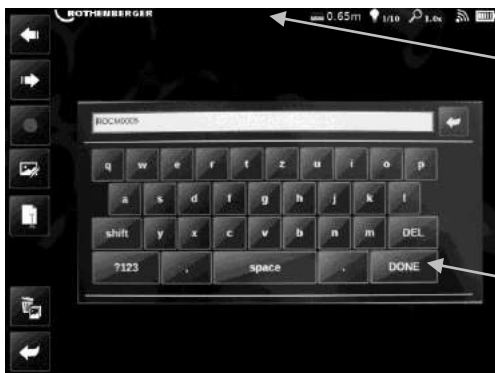 ROTHENBERGER 0.65m 1/10 1.0x
ROCM0005
q w e r t z u i o p
a s d f g h j k l
shift y x c v b n m DEL
?123 , space . DONE